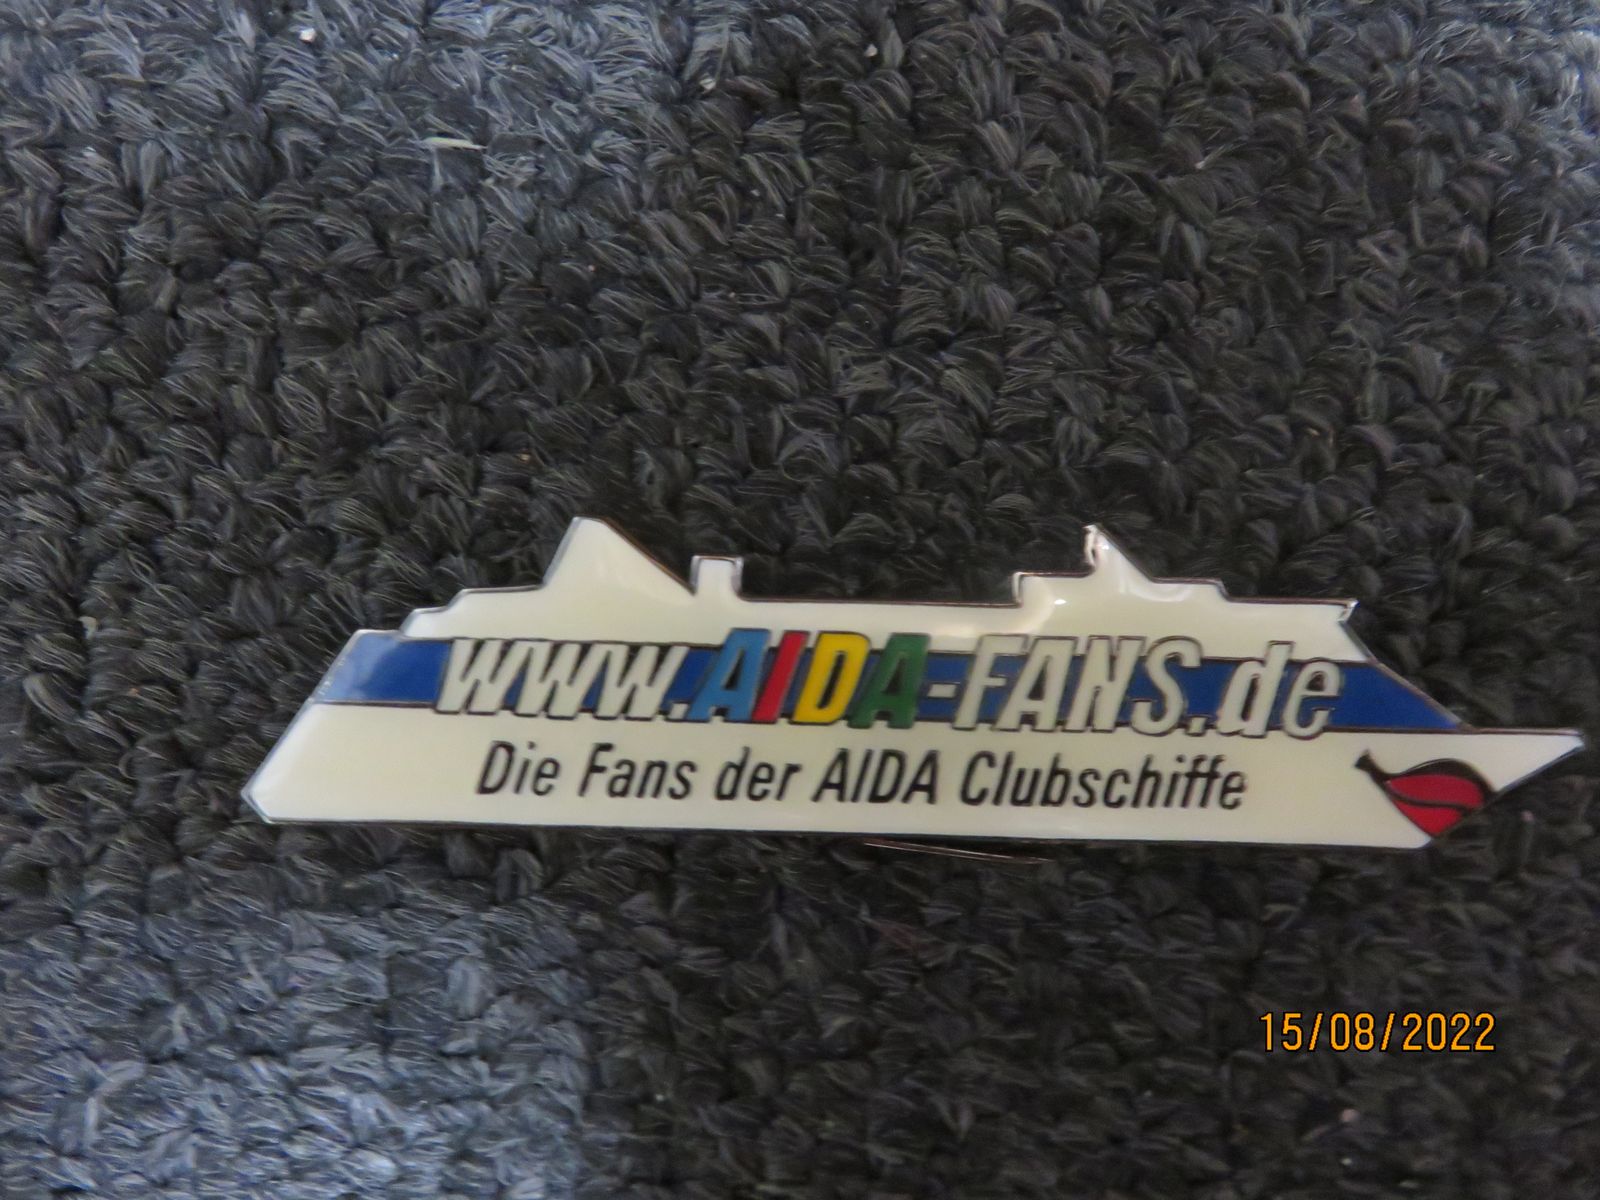 www.AIDA-FANS.de
Die Fans der AIDA Clubschiffe
15/08/2022